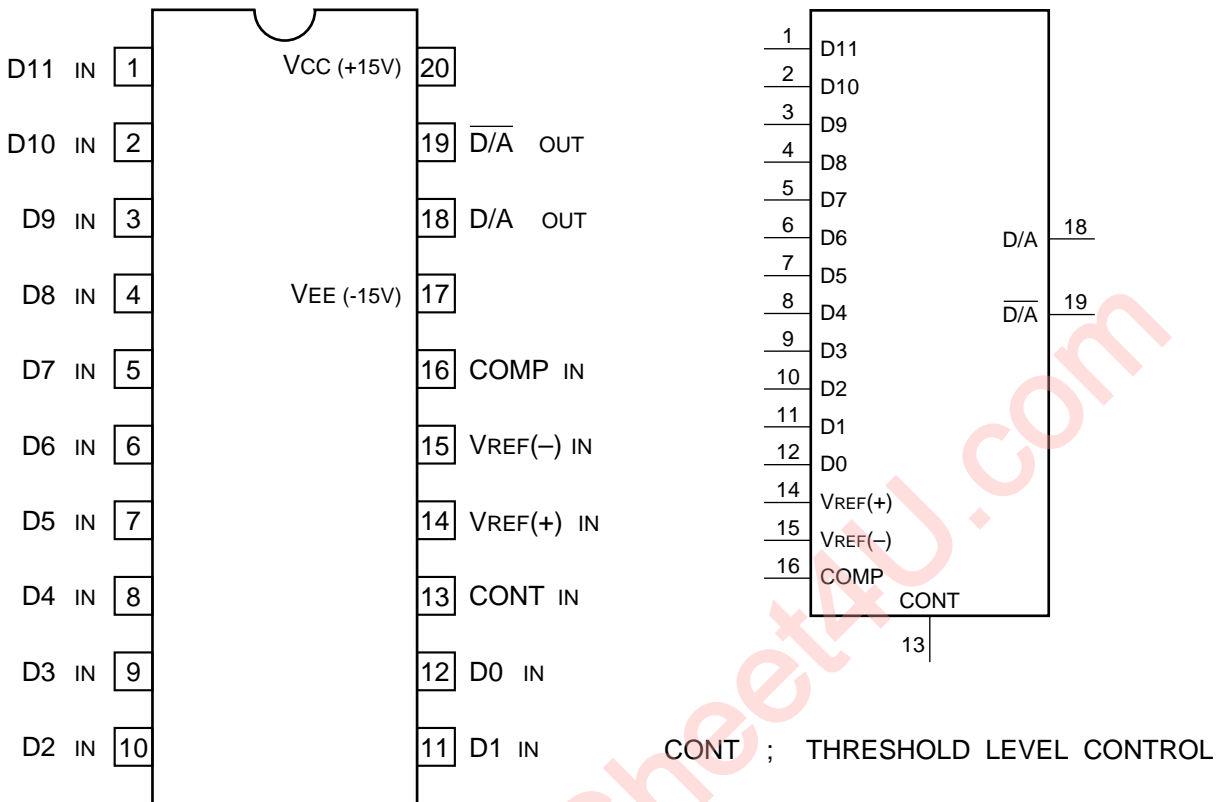 D11 IN 1 VCC (+15V) 20
D10 IN 2 19 D/A OUT
D9 IN 3 18 D/A OUT
D8 IN 4 VEE (-15V) 17
D7 IN 5 16 COMP IN
D6 IN 6 15 VREF(–) IN
D5 IN 7 14 VREF(+) IN
D4 IN 8 13 CONT IN
D3 IN 9 12 D0 IN
D2 IN 10 11 D1 IN
1 D11
2 D10
3 D9
4 D8
5 D7
6 D6
7 D5
8 D4
9 D3
10 D2
11 D1
12 D0
14 VREF(+)
15 VREF(–)
16 COMP
D/A 18
D/A 19
CONT
13
CONT ; THRESHOLD LEVEL CONTROL
heet4U.com